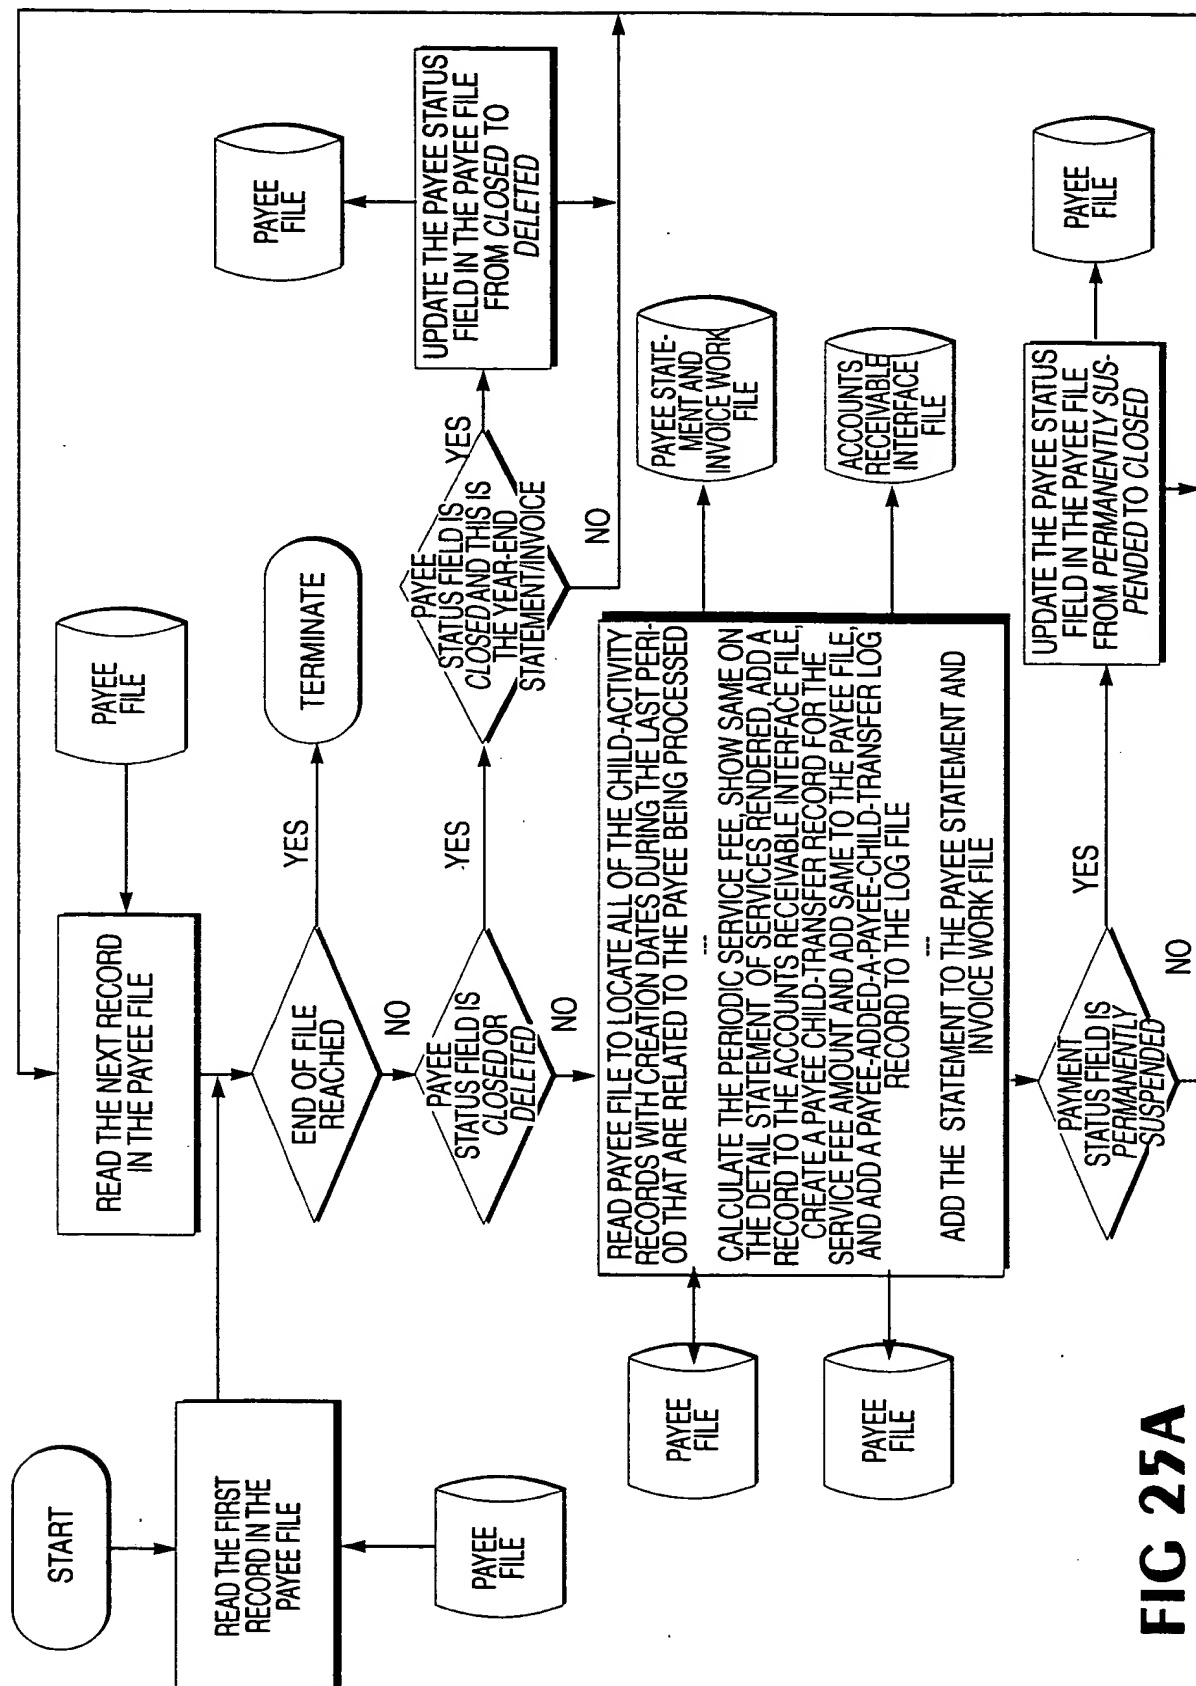 START
READ THE FIRST
RECORD IN THE
PAYEE FILE
PAYEE
FILE
READ THE NEXT RECORD
IN THE PAYEE FILE
PAYEE
FILE
END OF FILE
REACHED
YES
TERMINATE
NO
PAYEE
STATUS FIELD IS
CLOSED OR
DELETED
YES
PAYEE
STATUS FIELD IS
CLOSED AND THIS IS
THE YEAR-END
STATEMENT/INVOICE
YES
UPDATE THE PAYEE STATUS
FIELD IN THE PAYEE FILE
FROM CLOSED TO
DELETED
PAYEE
FILE
NO
NO
READ PAYEE FILE TO LOCATE ALL OF THE CHILD-ACTIVITY
RECORDS WITH CREATION DATES DURING THE LAST PERI-
OD THAT ARE RELATED TO THE PAYEE BEING PROCESSED
---
CALCULATE THE PERIODIC SERVICE FEE, SHOW SAME ON
THE DETAIL STATEMENT OF SERVICES RENDERED, ADD A
RECORD TO THE ACCOUNTS RECEIVABLE INTERFACE FILE,
CREATE A PAYEE CHILD-TRANSFER RECORD FOR THE
SERVICE FEE AMOUNT AND ADD SAME TO THE PAYEE FILE,
AND ADD A PAYEE-ADDED-A-PAYEE-CHILD-TRANSFER LOG
RECORD TO THE LOG FILE
---
ADD THE STATEMENT TO THE PAYEE STATEMENT AND
INVOICE WORK FILE
PAYEE
FILE
PAYEE
FILE
PAYEE STATE-
MENT AND
INVOICE WORK
FILE
ACCOUNTS
RECEIVABLE
INTERFACE
FILE
PAYMENT
STATUS FIELD IS
PERMANENTLY
SUSPENDED
YES
UPDATE THE PAYEE STATUS
FIELD IN THE PAYEE FILE
FROM PERMANENTLY SUS-
PENDED TO CLOSED
PAYEE
FILE
NO
FIG 25A